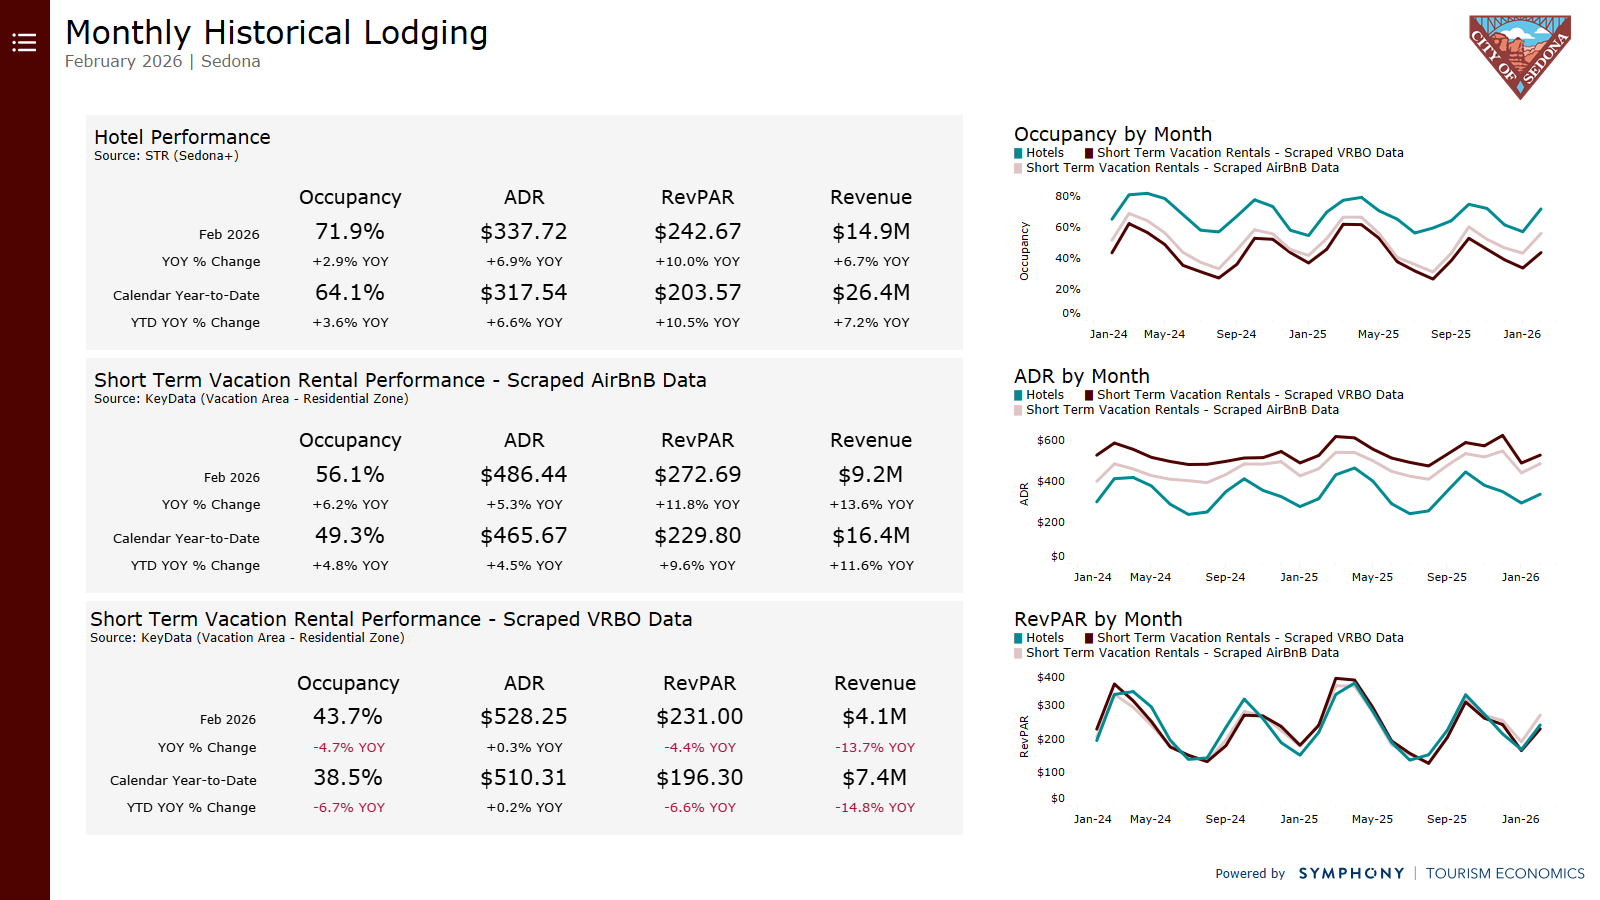 Monthly Historical Lodging
February 2026 | Sedona
CITY OF SEDONA
Hotel Performance
Source: STR (Sedona+)
Occupancy ADR RevPAR Revenue
Feb 2026 71.9% $337.72 $242.67 $14.9M
YOY % Change +2.9% YOY +6.9% YOY +10.0% YOY +6.7% YOY
Calendar Year-to-Date 64.1% $317.54 $203.57 $26.4M
YTD YOY % Change +3.6% YOY +6.6% YOY +10.5% YOY +7.2% YOY
Short Term Vacation Rental Performance - Scraped AirBnB Data
Source: KeyData (Vacation Area - Residential Zone)
Occupancy ADR RevPAR Revenue
Feb 2026 56.1% $486.44 $272.69 $9.2M
YOY % Change +6.2% YOY +5.3% YOY +11.8% YOY +13.6% YOY
Calendar Year-to-Date 49.3% $465.67 $229.80 $16.4M
YTD YOY % Change +4.8% YOY +4.5% YOY +9.6% YOY +11.6% YOY
Short Term Vacation Rental Performance - Scraped VRBO Data
Source: KeyData (Vacation Area - Residential Zone)
Occupancy ADR RevPAR Revenue
Feb 2026 43.7% $528.25 $231.00 $4.1M
YOY % Change -4.7% YOY +0.3% YOY -4.4% YOY -13.7% YOY
Calendar Year-to-Date 38.5% $510.31 $196.30 $7.4M
YTD YOY % Change -6.7% YOY +0.2% YOY -6.6% YOY -14.8% YOY
Occupancy by Month
Hotels Short Term Vacation Rentals - Scraped VRBO Data
Short Term Vacation Rentals - Scraped AirBnB Data
Occupancy
80%
60%
40%
20%
0%
Jan-24 May-24 Sep-24 Jan-25 May-25 Sep-25 Jan-26
ADR by Month
Hotels Short Term Vacation Rentals - Scraped VRBO Data
Short Term Vacation Rentals - Scraped AirBnB Data
ADR
$600
$400
$200
$0
Jan-24 May-24 Sep-24 Jan-25 May-25 Sep-25 Jan-26
RevPAR by Month
Hotels Short Term Vacation Rentals - Scraped VRBO Data
Short Term Vacation Rentals - Scraped AirBnB Data
RevPAR
$400
$300
$200
$100
$0
Jan-24 May-24 Sep-24 Jan-25 May-25 Sep-25 Jan-26
Powered by SYMPHONY | TOURISM ECONOMICS